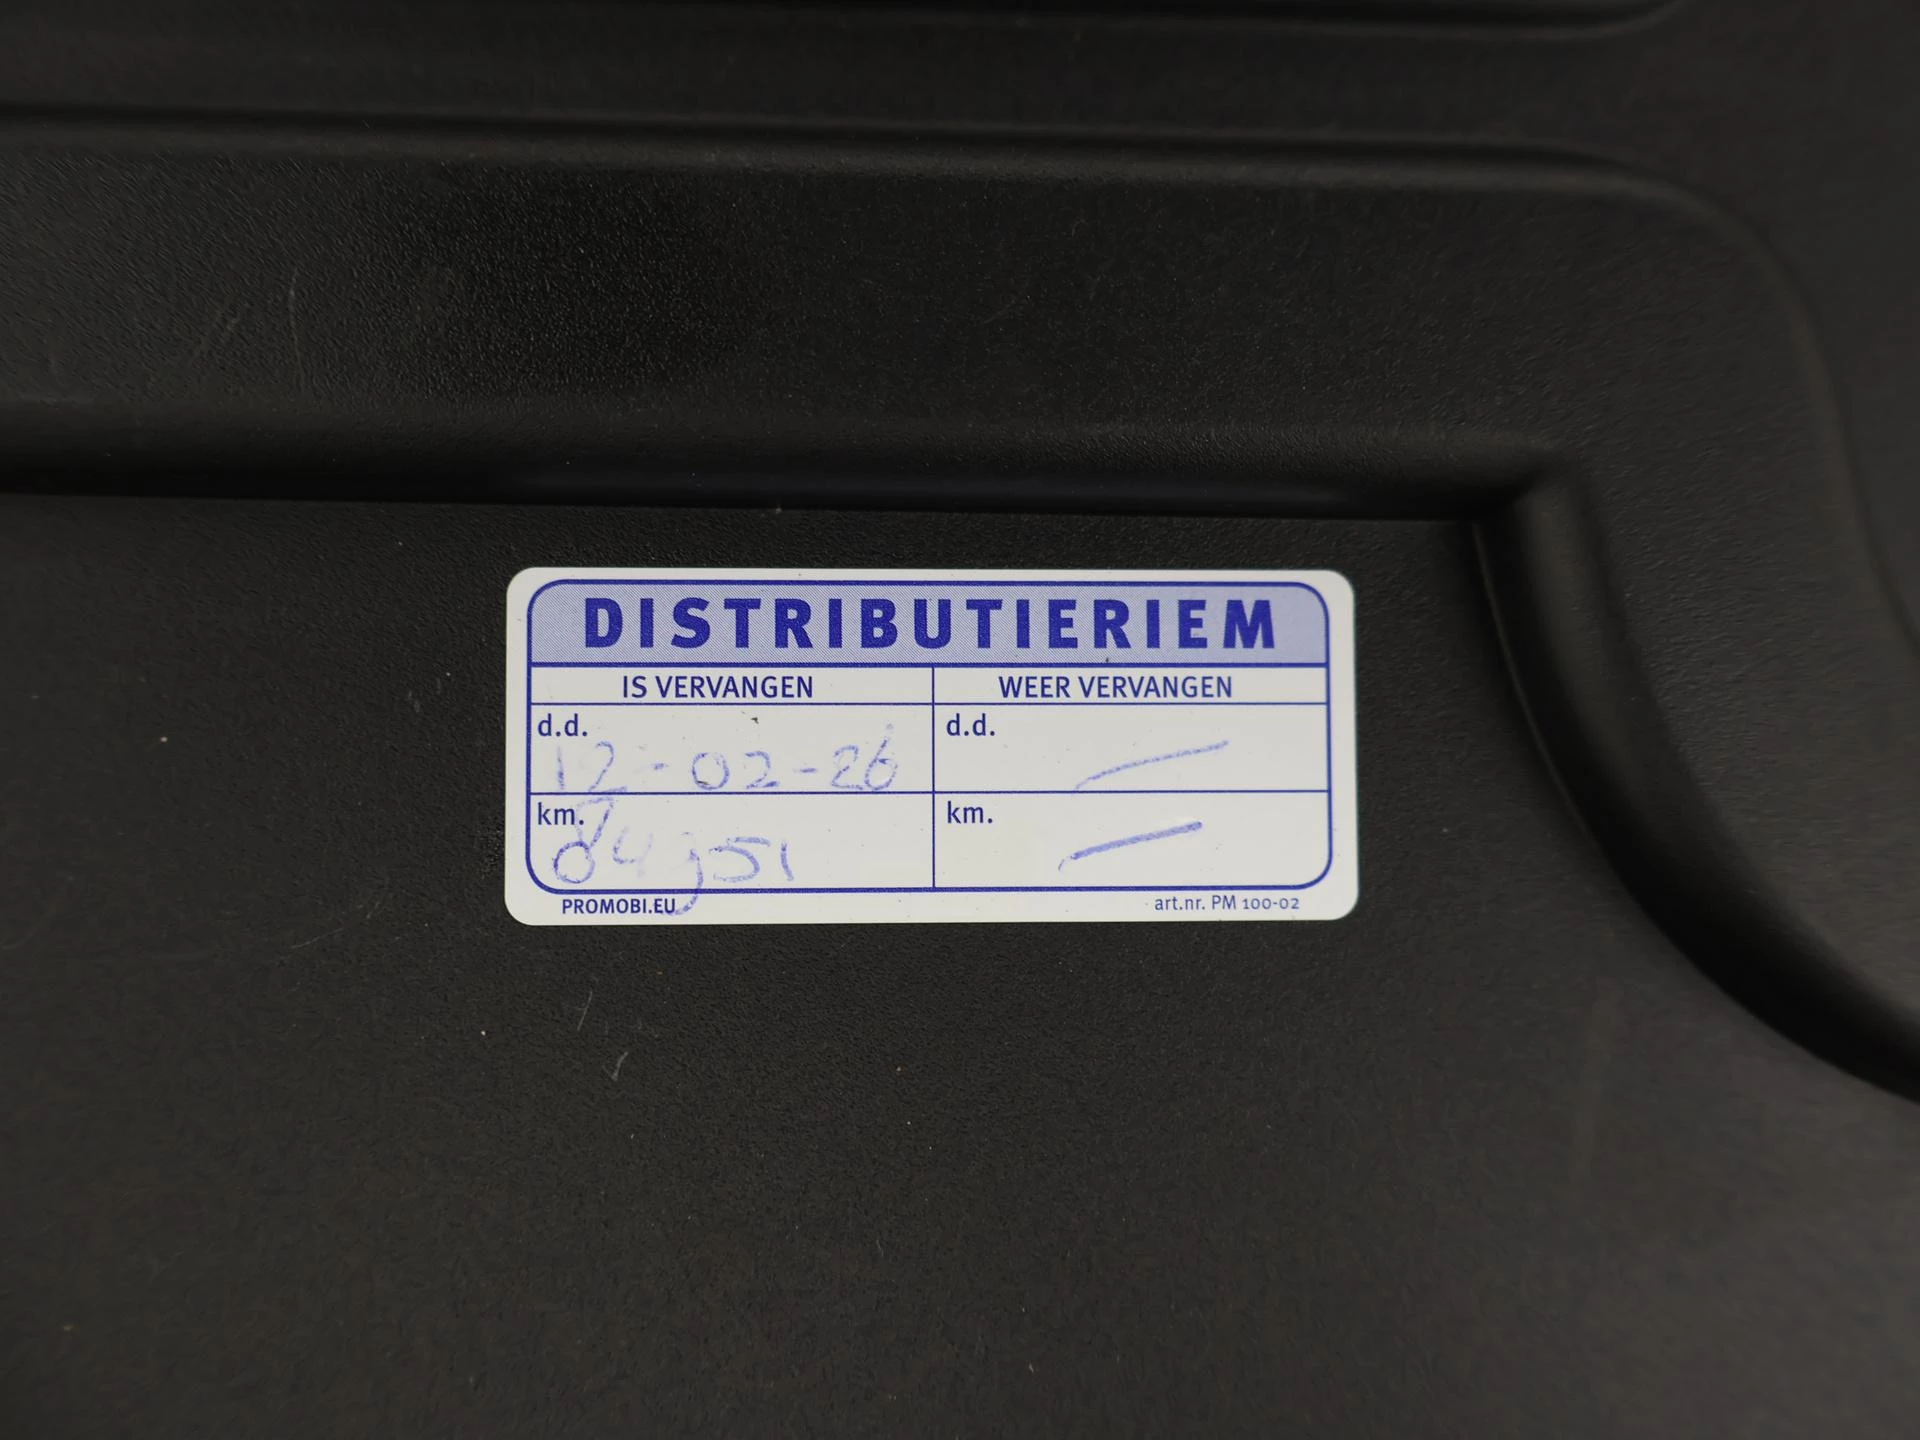 DISTRIBUTIERIEM
IS VERVANGEN WEER VERVANGEN
d.d. 12-02-26 d.d. —
km. 84951 km. —
PROMOBI.EU art.nr. PM 100-02